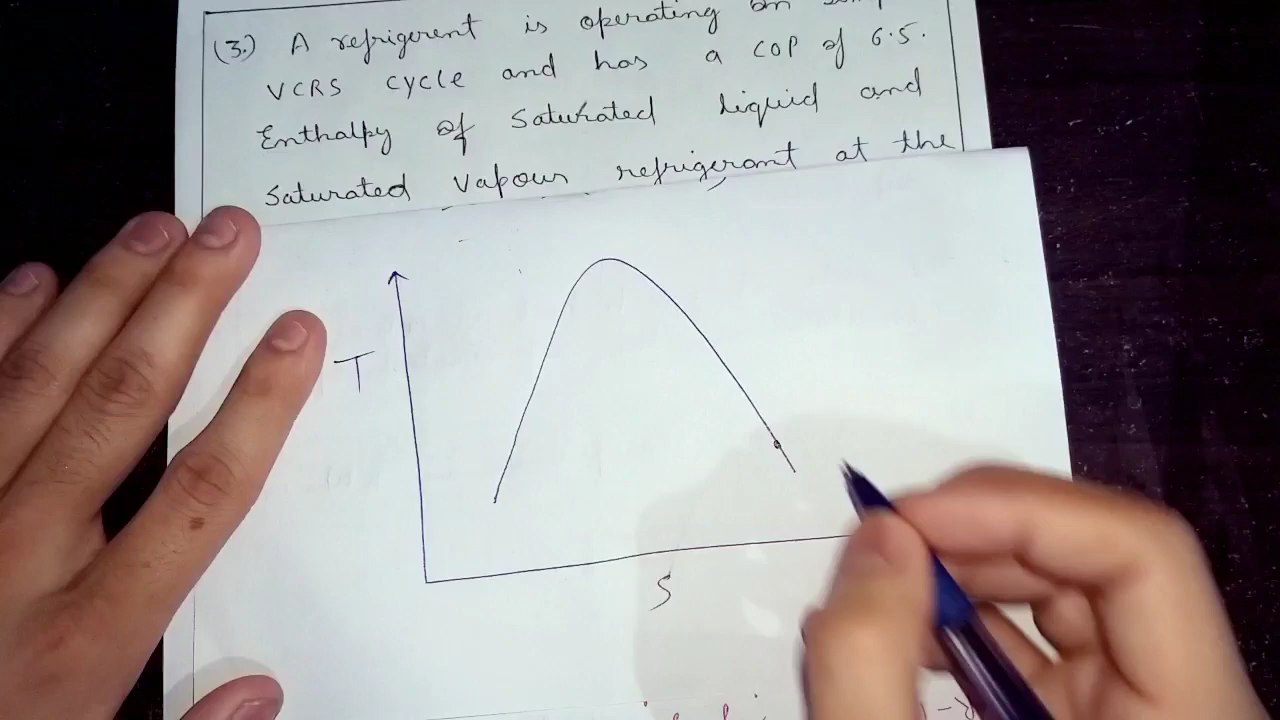 (3.) A refrigerent is operating on
VCRS cycle and has a COP of 6.5.
Enthalpy of saturated liquid and
saturated vapour refrigerant at the
T
S